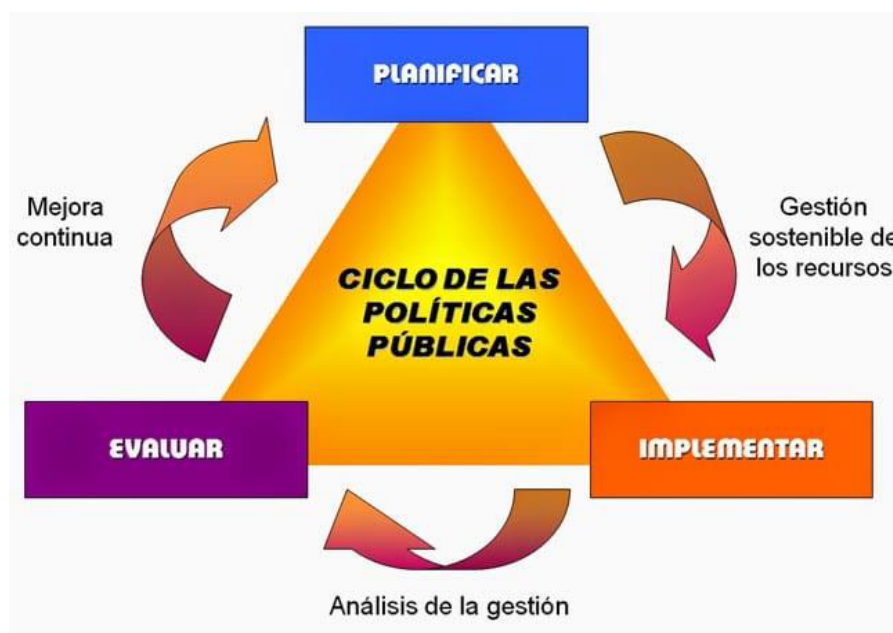 PLANIFICAR
Mejora
continua
Gestión
sostenible de
los recursos
CICLO DE LAS
POLÍTICAS
PÚBLICAS
EVALUAR
IMPLEMENTAR
Análisis de la gestión